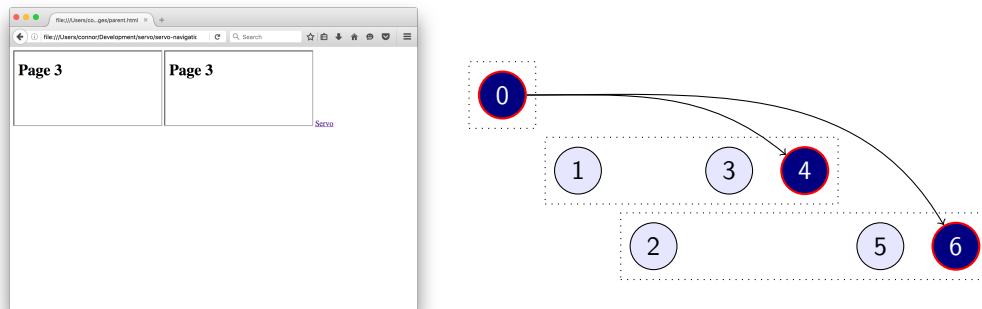 file:///Users/co...ges/parent.html × +
file:///Users/connor/Development/servo/servo-navigatic C Search
Page 3
Page 3
Servo
0
1
3
4
2
5
6